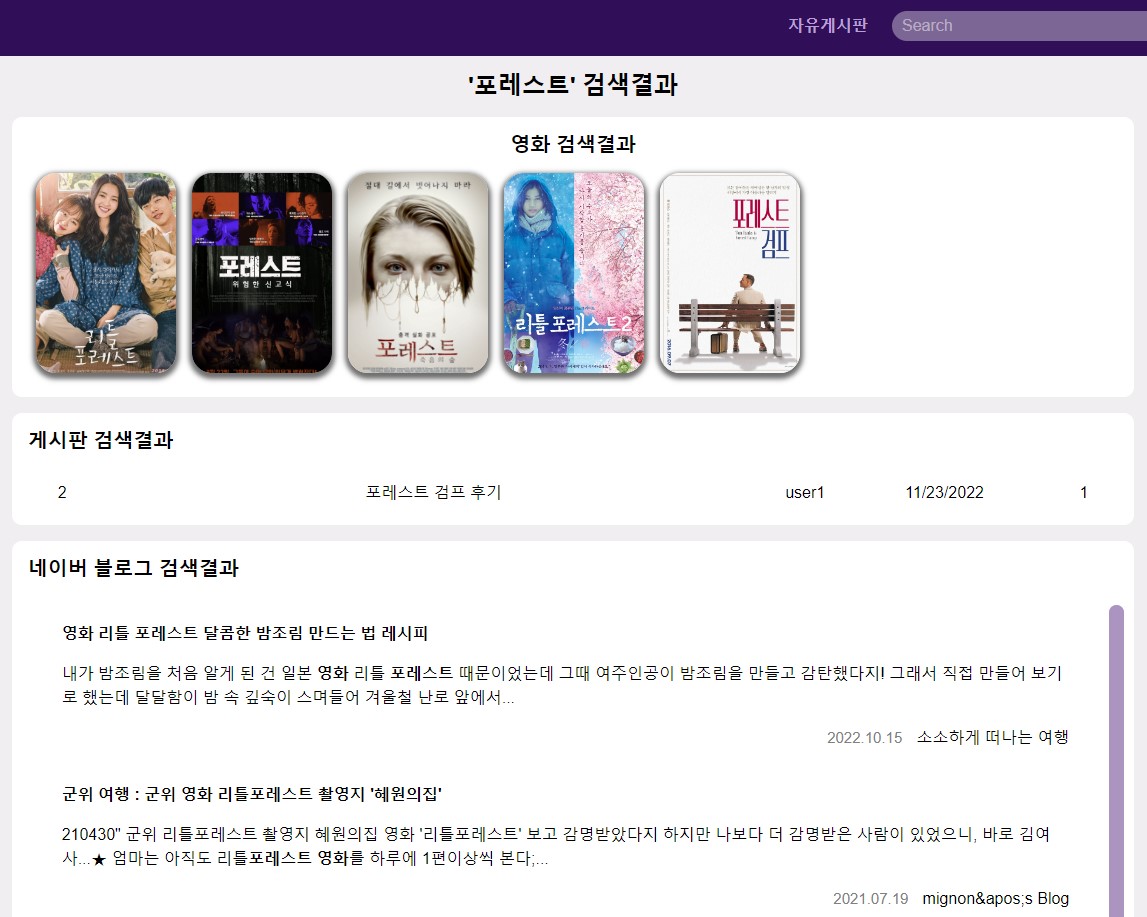 자유게시판 Search
'포레스트' 검색결과
영화 검색결과
리틀
포레스트
포레스트
위험한 신고식
절대 길에서 벗어나지 마라
충격 실화 공포
포레스트
죽음의 숲
리틀 포레스트2
冬
포레스트
검프
게시판 검색결과
2 포레스트 검프 후기 user1 11/23/2022 1
네이버 블로그 검색결과
영화 리틀 포레스트 달콤한 밤조림 만드는 법 레시피
내가 밤조림을 처음 알게 된 건 일본 영화 리틀 포레스트 때문이었는데 그때 여주인공이 밤조림을 만들고 감탄했다지! 그래서 직접 만들어 보기
로 했는데 달달함이 밤 속 깊숙이 스며들어 겨울철 난로 앞에서...
2022.10.15 소소하게 떠나는 여행
군위 여행 : 군위 영화 리틀포레스트 촬영지 '혜원의집'
210430" 군위 리틀포레스트 촬영지 혜원의집 영화 '리틀포레스트' 보고 감명받았다지 하지만 나보다 더 감명받은 사람이 있었으니, 바로 김여
사...★ 엄마는 아직도 리틀포레스트 영화를 하루에 1편이상씩 본다;...
2021.07.19 mignon&apos;s Blog